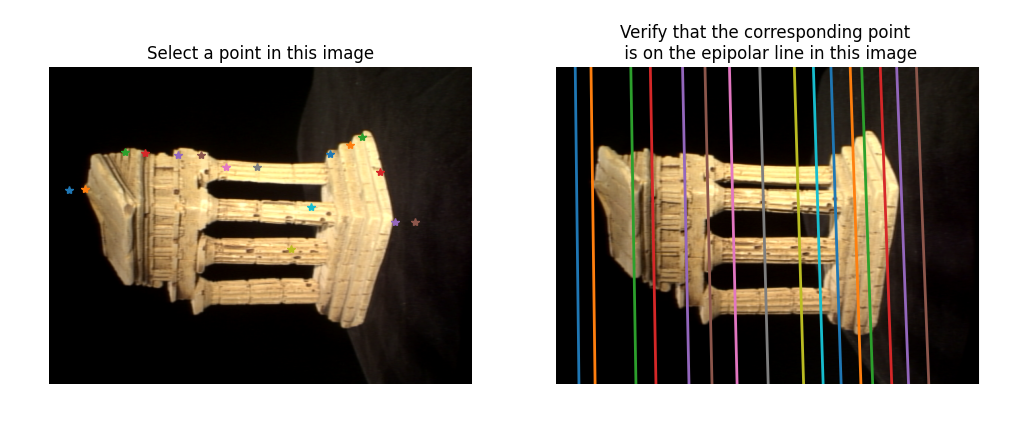 Select a point in this image
Verify that the corresponding point
is on the epipolar line in this image